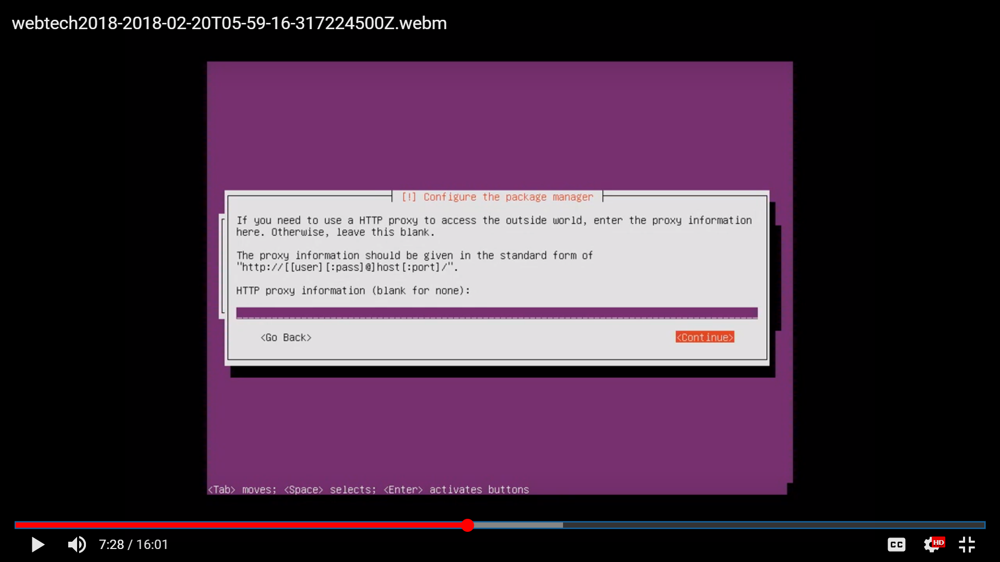 webtech2018-2018-02-20T05-59-16-317224500Z.webm
[!] Configure the package manager
If you need to use a HTTP proxy to access the outside world, enter the proxy information
here. Otherwise, leave this blank.
The proxy information should be given in the standard form of
"http://[[user][:pass]@]host[:port]/".
HTTP proxy information (blank for none):
<Go Back> <Continue>
<Tab> moves; <Space> selects; <Enter> activates buttons
7:28 / 16:01 CC HD